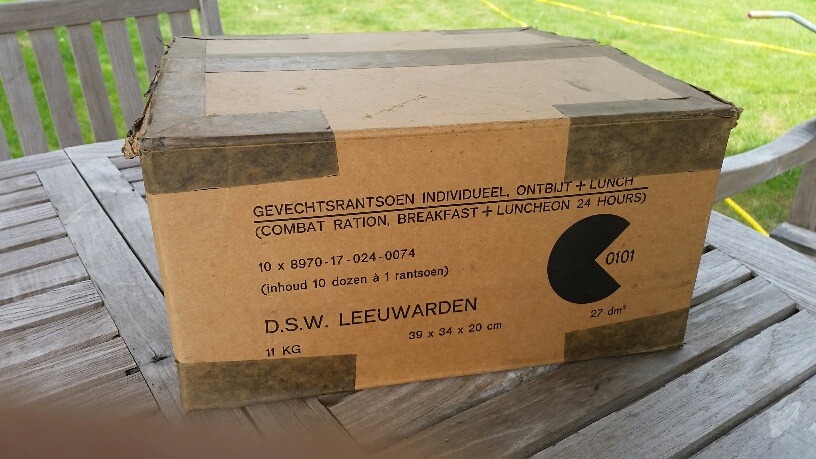 GEVECHTSRANTSOEN INDIVIDUEEL, ONTBIJT + LUNCH
(COMBAT RATION, BREAKFAST + LUNCHEON 24 HOURS)
10 x 8970-17-024-0074
(inhoud 10 dozen à 1 rantsoen)
0101
D.S.W. LEEUWARDEN
27 dm³
11 KG
39 x 34 x 20 cm